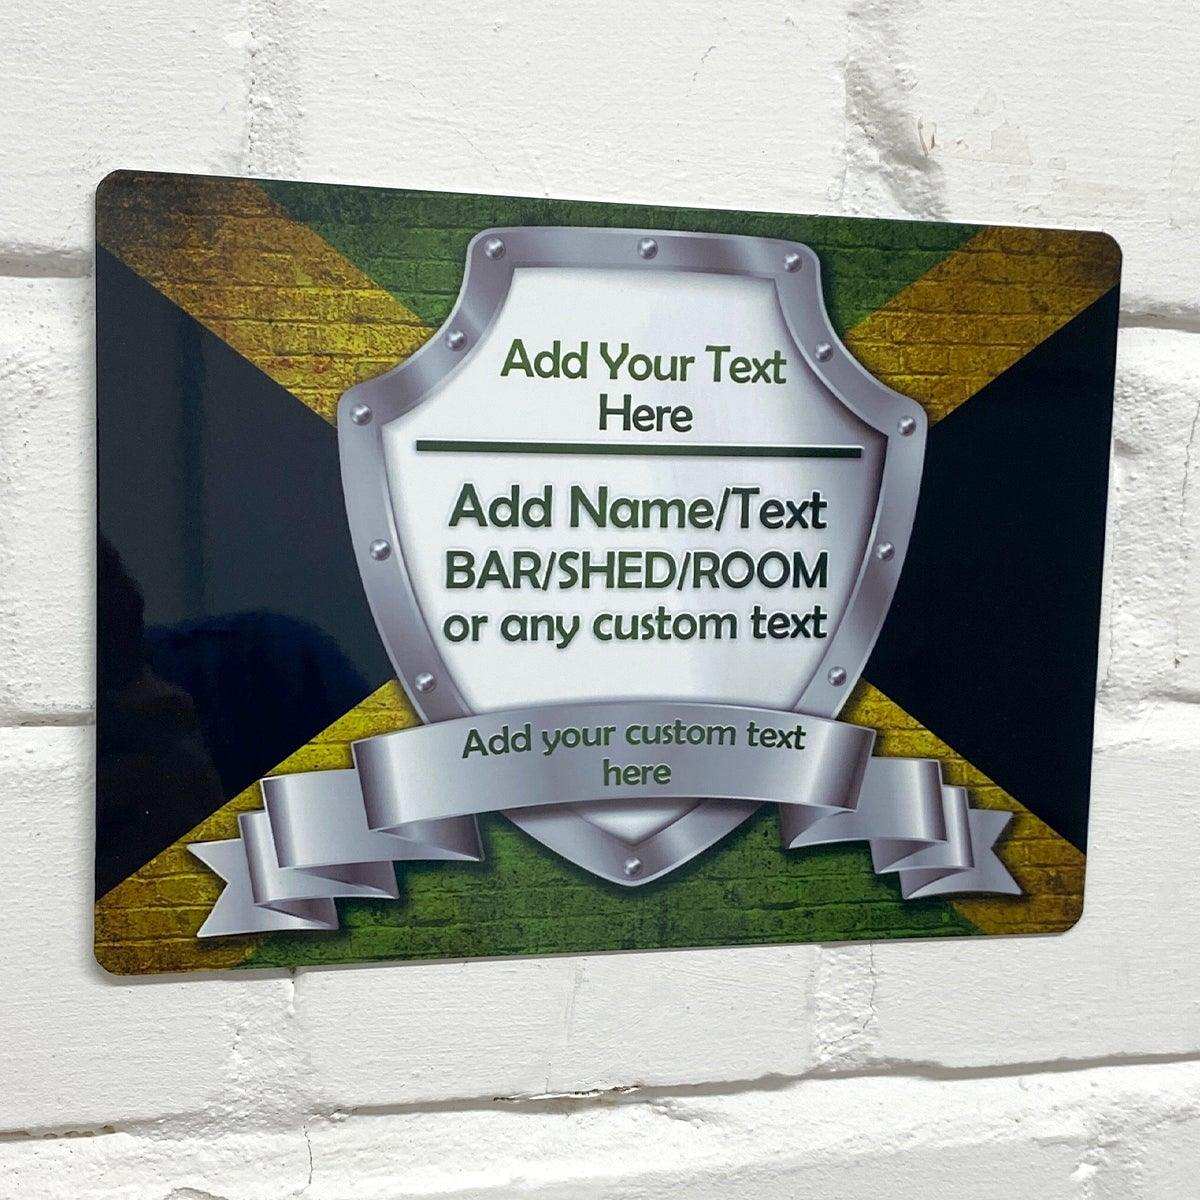 Add Your Text
Here
Add Name/Text
BAR/SHED/ROOM
or any custom text
Add your custom text
here